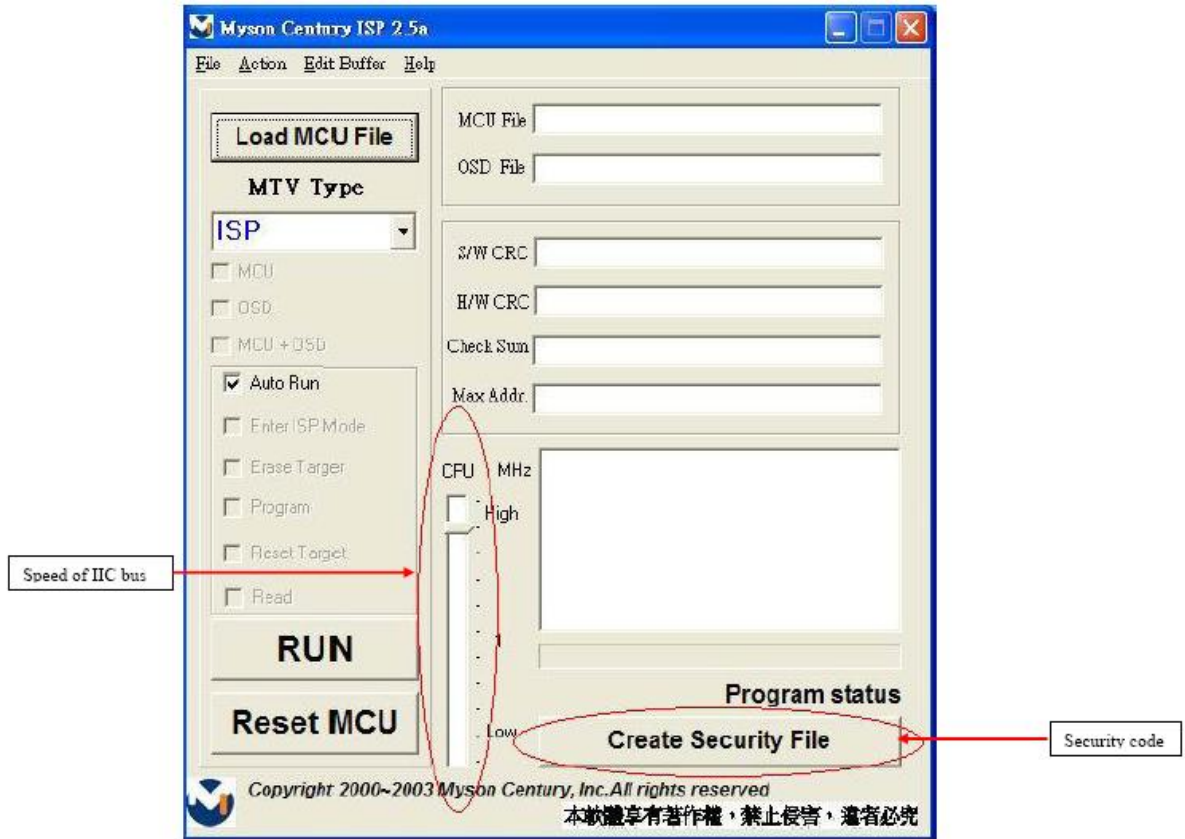 Myson Century ISP 2.5a
File Action Edit Buffer Help
Load MCU File
MTV Type
ISP
MCU
OSD
MCU + OSD
Auto Run
Enter ISP Mode
Erase Targer
Program
Reset Target
Read
RUN
Reset MCU
MCU File
OSD File
S/W CRC
H/W CRC
Check Sum
Max Addr.
CPU MHz
High
Low
Program status
Create Security File
Speed of IIC bus
Security code
Copyright 2000~2003 Myson Century, Inc.All rights reserved
本軟體享有著作權，禁止侵害，違者必究